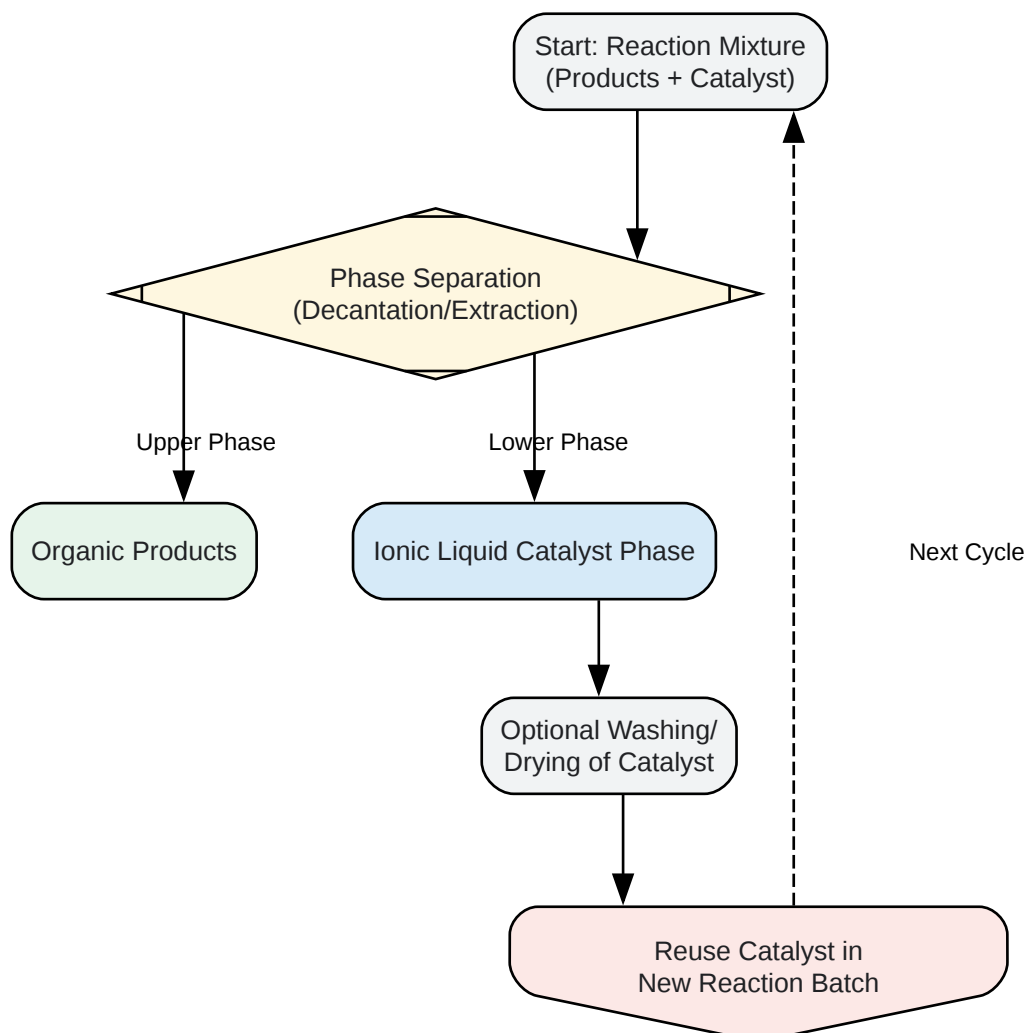 Start: Reaction Mixture
(Products + Catalyst)
Phase Separation
(Decantation/Extraction)
Upper Phase
Lower Phase
Organic Products
Ionic Liquid Catalyst Phase
Next Cycle
Optional Washing/
Drying of Catalyst
Reuse Catalyst in
New Reaction Batch